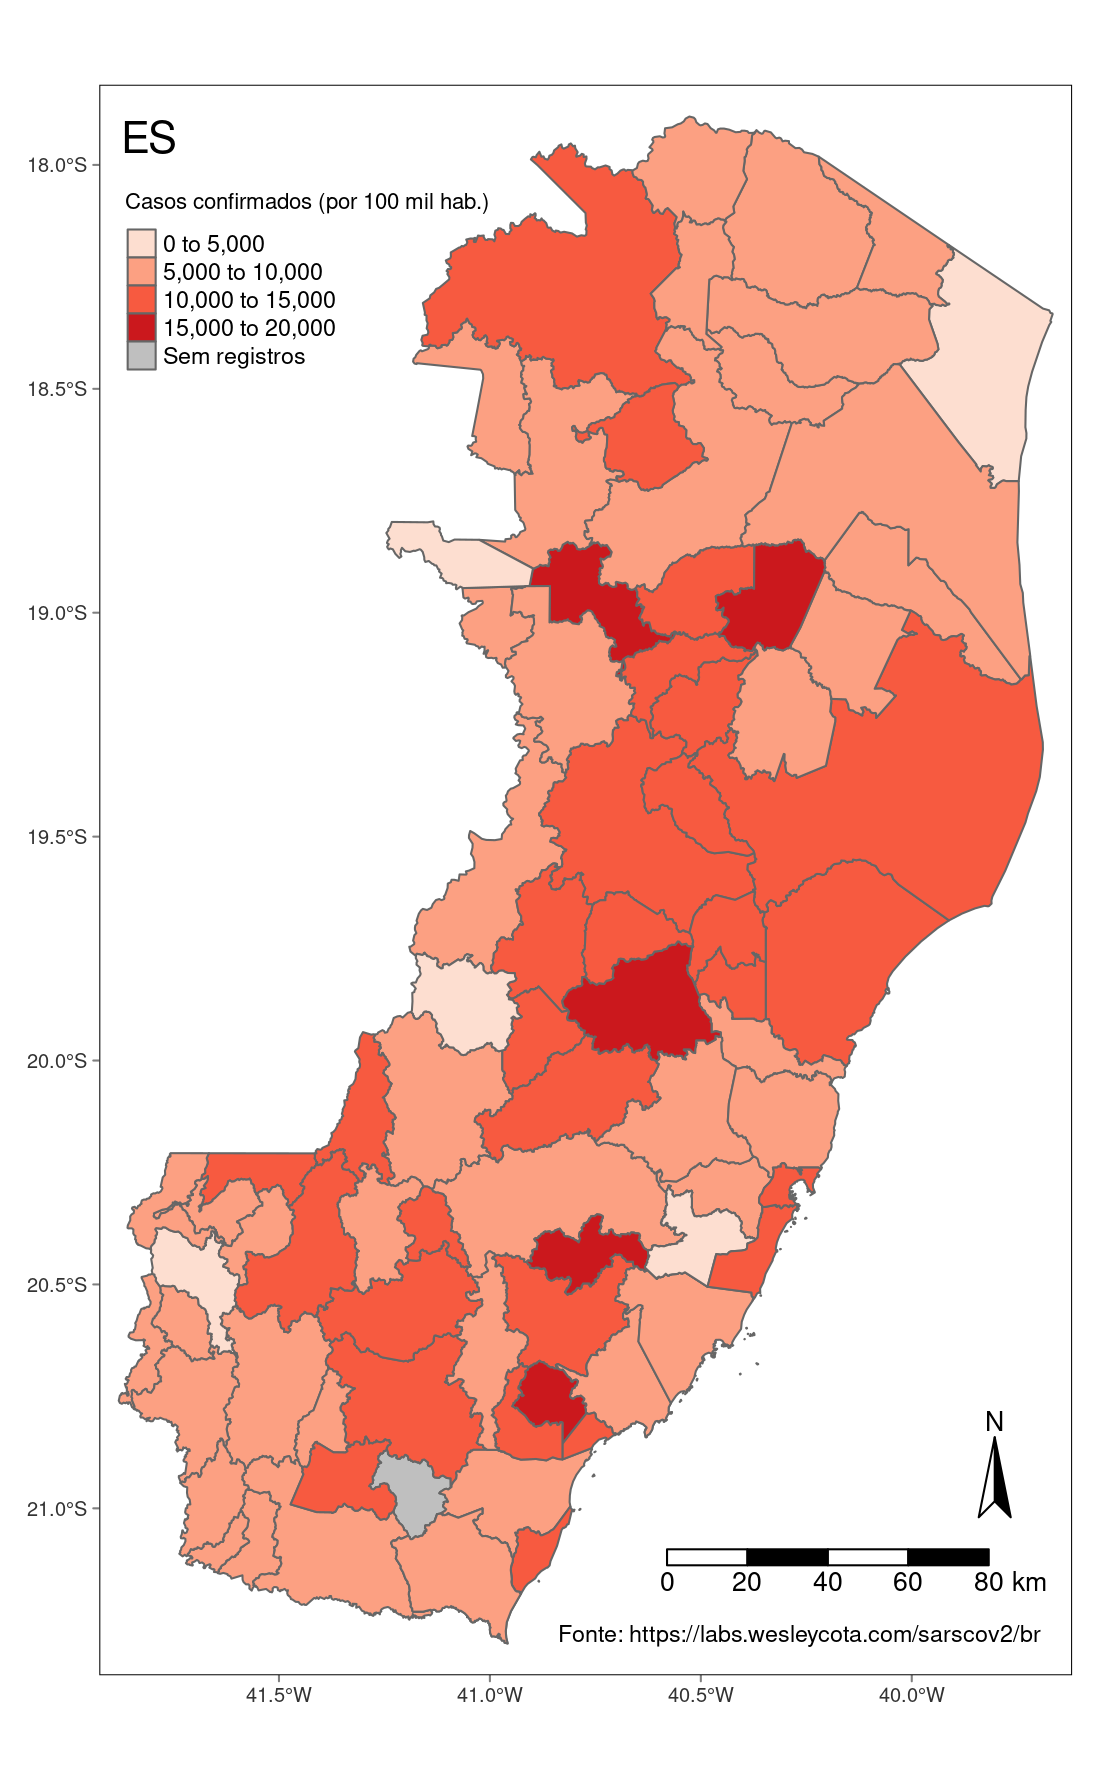 ES
Casos confirmados (por 100 mil hab.)
0 to 5,000
5,000 to 10,000
10,000 to 15,000
15,000 to 20,000
Sem registros
18.0°S
18.5°S
19.0°S
19.5°S
20.0°S
20.5°S
21.0°S
N
0 20 40 60 80 km
Fonte: https://labs.wesleycota.com/sarscov2/br
41.5°W 41.0°W 40.5°W 40.0°W